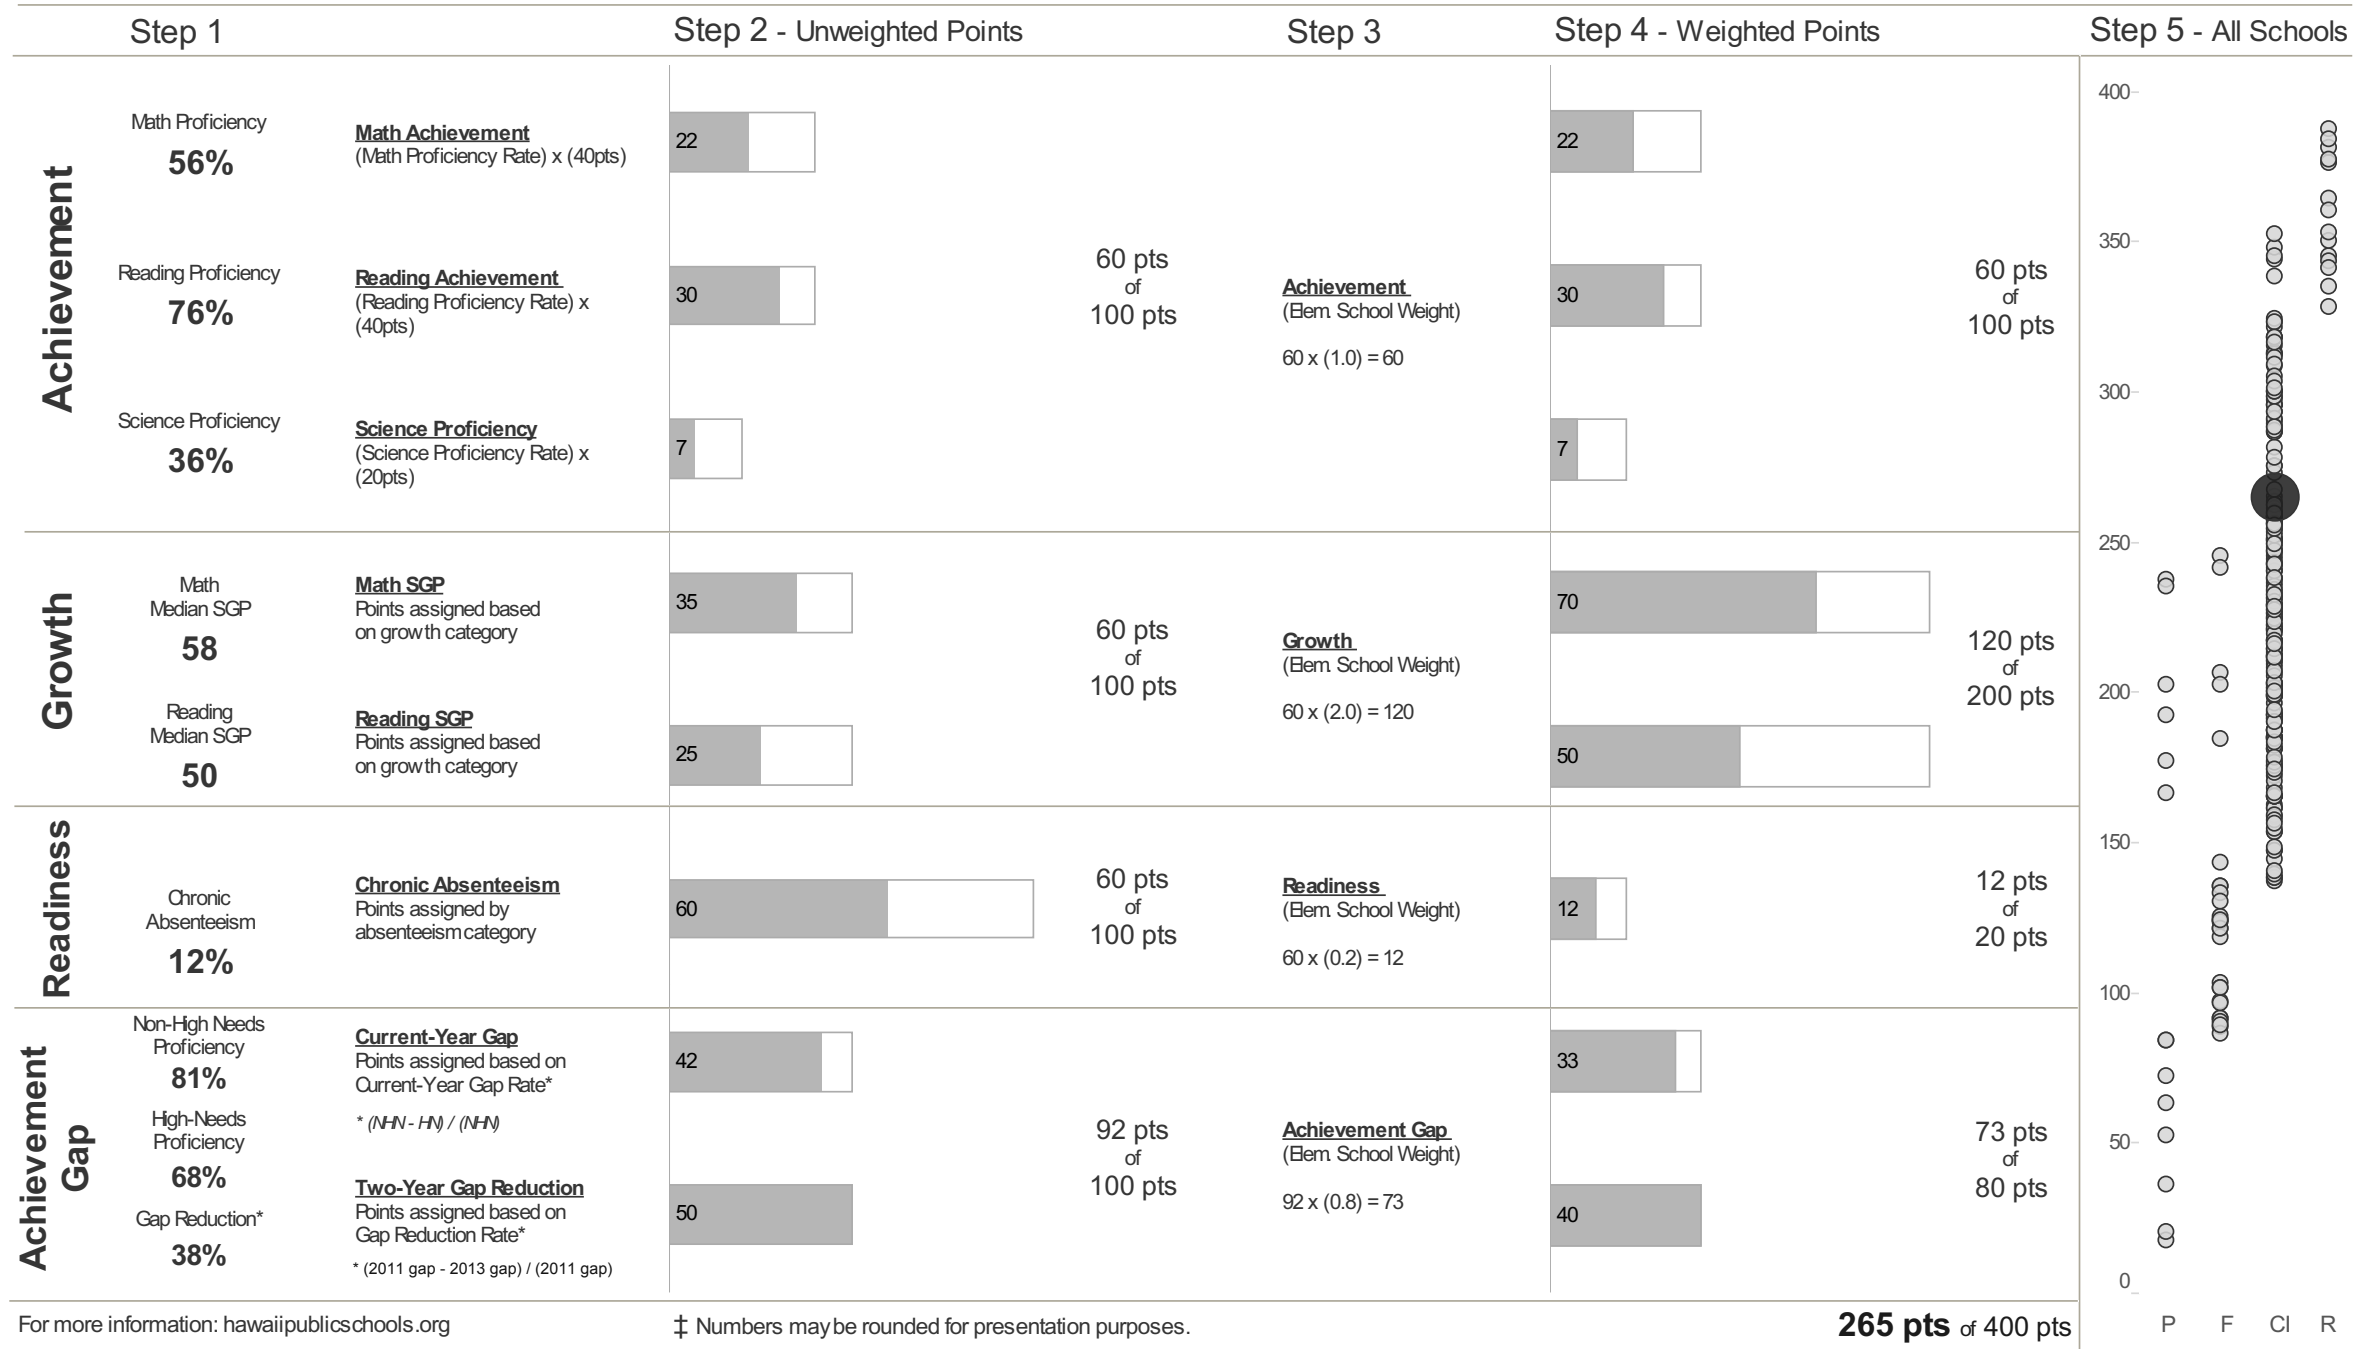 Step 1
Step 2 - Unweighted Points
Step 3
Step 4 - Weighted Points
Step 5 - All Schools
Achievement
Math Proficiency
56%
Math Achievement
(Math Proficiency Rate) x (40pts)
22
22
Reading Proficiency
76%
Reading Achievement
(Reading Proficiency Rate) x
(40pts)
30
60 pts
of
100 pts
Achievement
(Elem. School Weight)
60 x (1.0) = 60
30
60 pts
of
100 pts
Science Proficiency
36%
Science Proficiency
(Science Proficiency Rate) x
(20pts)
7
7
Growth
Math
Median SGP
58
Math SGP
Points assigned based
on growth category
35
60 pts
of
100 pts
Growth
(Elem. School Weight)
60 x (2.0) = 120
70
120 pts
of
200 pts
Reading
Median SGP
50
Reading SGP
Points assigned based
on growth category
25
50
Readiness
Chronic
Absenteeism
12%
Chronic Absenteeism
Points assigned by
absenteeism category
60
60 pts
of
100 pts
Readiness
(Elem. School Weight)
60 x (0.2) = 12
12
12 pts
of
20 pts
Achievement
Gap
Non-High Needs
Proficiency
81%
High-Needs
Proficiency
68%
Gap Reduction*
38%
Current-Year Gap
Points assigned based on
Current-Year Gap Rate*
* (NHN - HN) / (NHN)
Two-Year Gap Reduction
Points assigned based on
Gap Reduction Rate*
* (2011 gap - 2013 gap) / (2011 gap)
42
50
92 pts
of
100 pts
Achievement Gap
(Elem. School Weight)
92 x (0.8) = 73
33
40
73 pts
of
80 pts
400
350
300
250
200
150
100
50
0
P F CI R
For more information: hawaiipublicschools.org
‡ Numbers may be rounded for presentation purposes.
265 pts of 400 pts